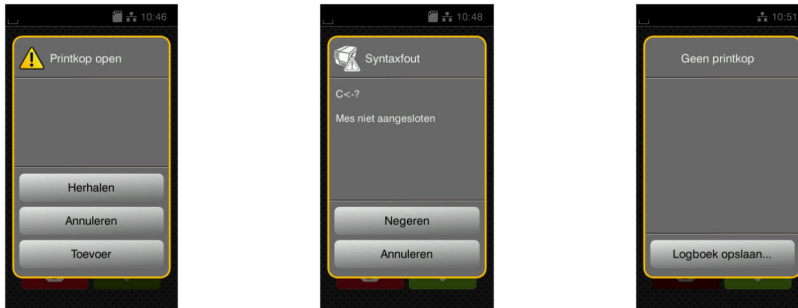 10:46
Printkop open
Herhalen
Annuleren
Toevoer
10:48
Syntaxfout
C<-?
Mes niet aangesloten
Negeren
Annuleren
10:51
Geen printkop
Logboek opslaan...